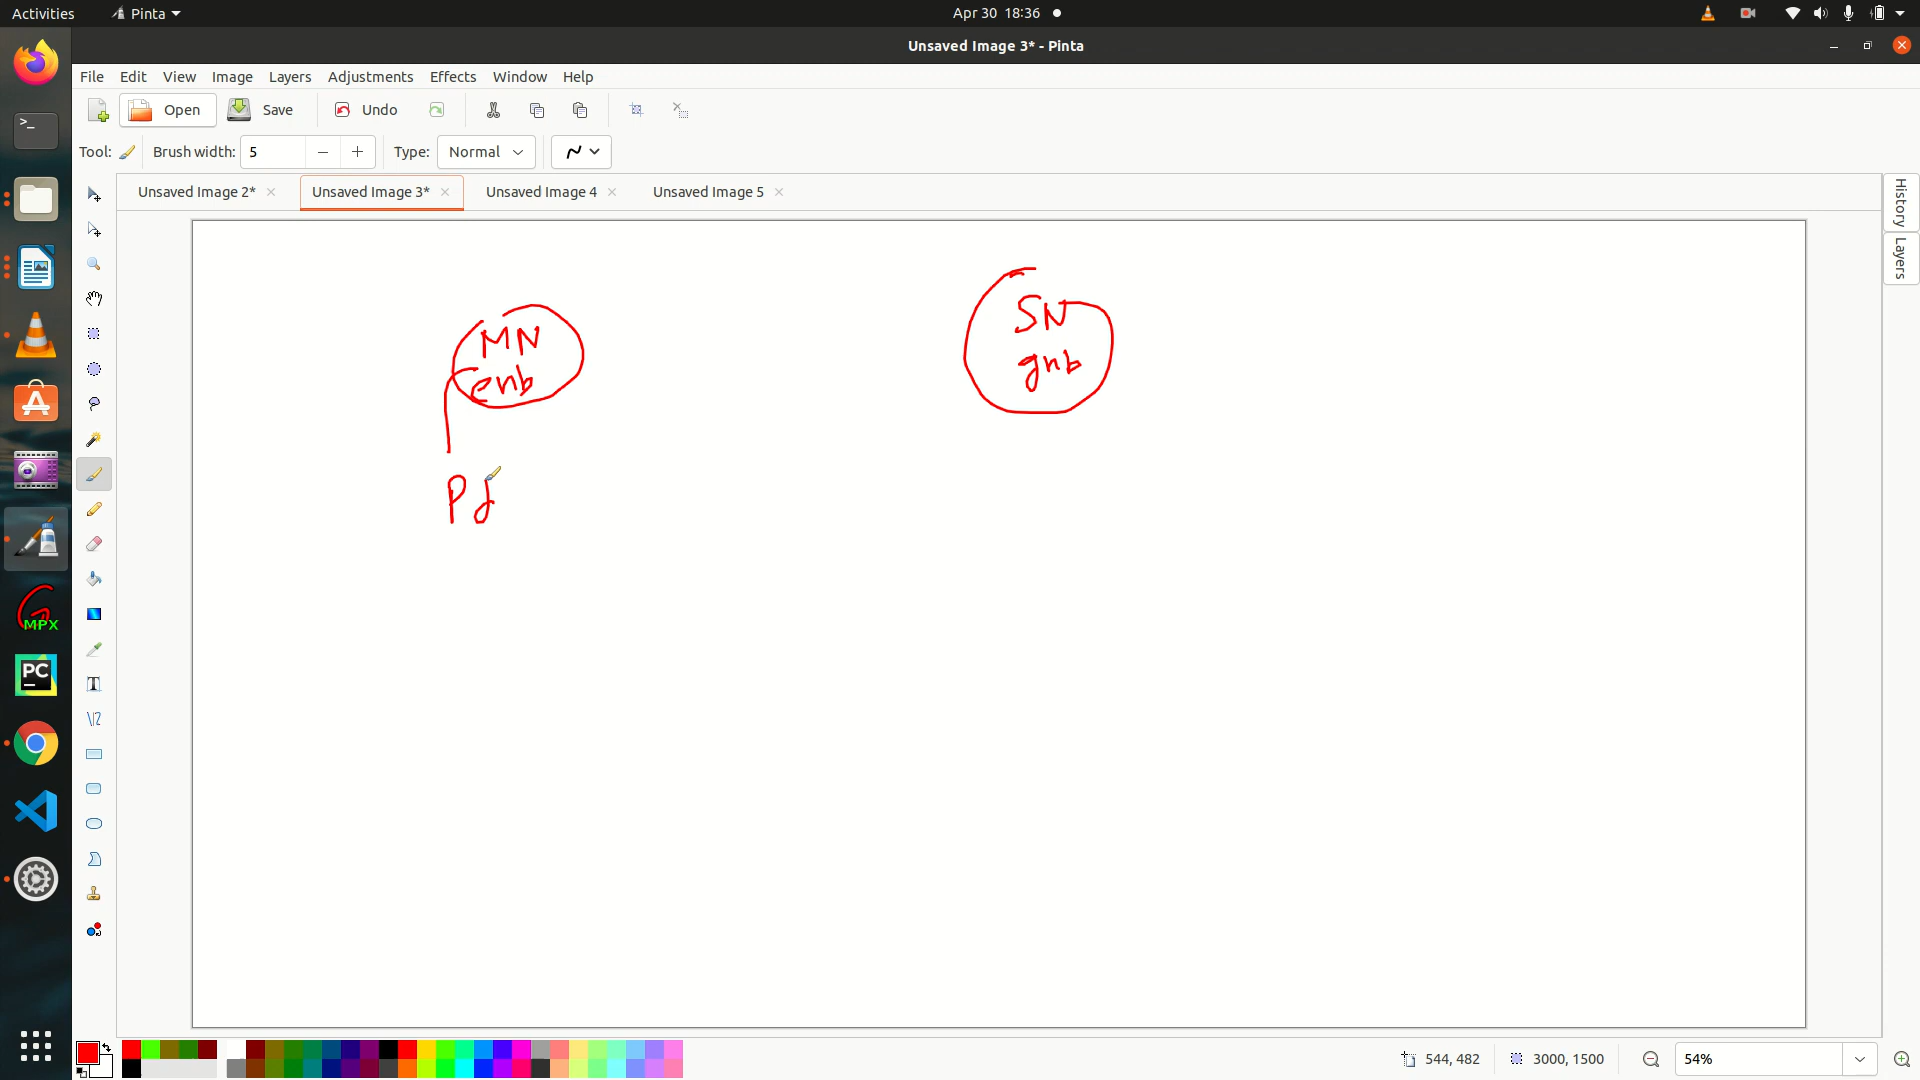 Activities Pinta Apr 30 18:36
Unsaved Image 3* - Pinta
File Edit View Image Layers Adjustments Effects Window Help
Open Save Undo
Tool: Brush width: 5 Type: Normal
Unsaved Image 2* Unsaved Image 3* Unsaved Image 4 Unsaved Image 5
History
Layers
MN
enb
SN
gnb
P
MPX
PC
544, 482 3000, 1500 54%